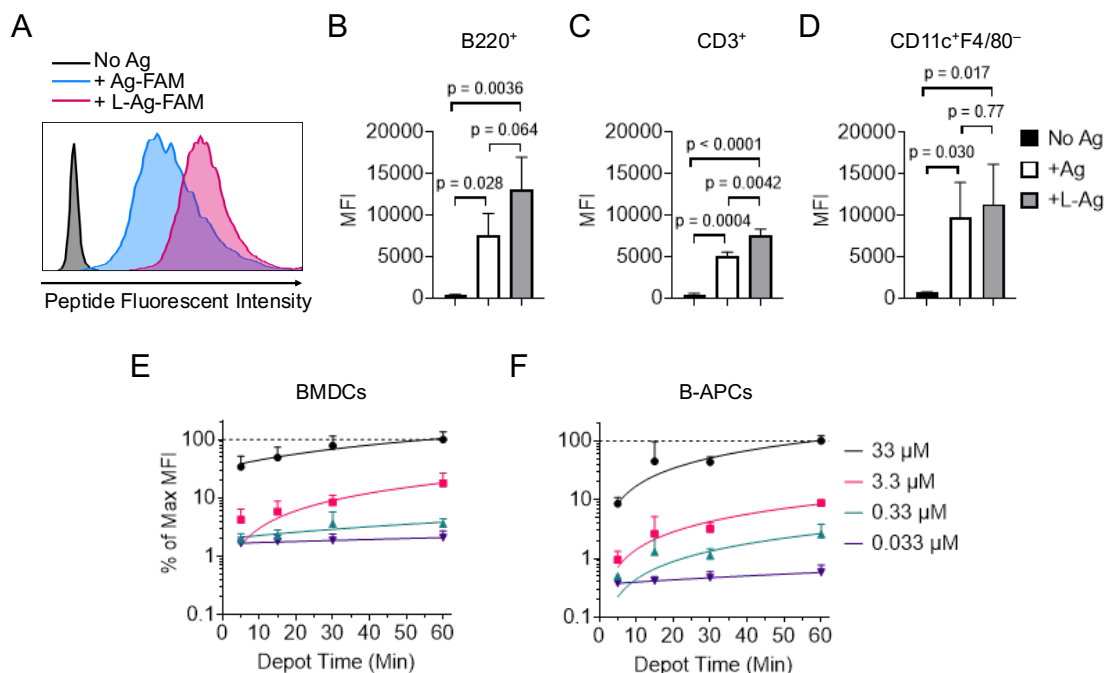 A
No Ag
+ Ag-FAM
+ L-Ag-FAM
Peptide Fluorescent Intensity
B
B220⁺
p = 0.0036
p = 0.064
p = 0.028
20000
15000
10000
5000
0
MFI
C
CD3⁺
p < 0.0001
p = 0.0042
p = 0.0004
20000
15000
10000
5000
0
MFI
D
CD11c⁺F4/80⁻
p = 0.017
p = 0.77
p = 0.030
20000
15000
10000
5000
0
MFI
No Ag
+Ag
+L-Ag
E
BMDCs
% of Max MFI
100
10
1
0.1
0 10 20 30 40 50 60
Depot Time (Min)
F
B-APCs
100
10
1
0.1
0 10 20 30 40 50 60
Depot Time (Min)
33 µM
3.3 µM
0.33 µM
0.033 µM